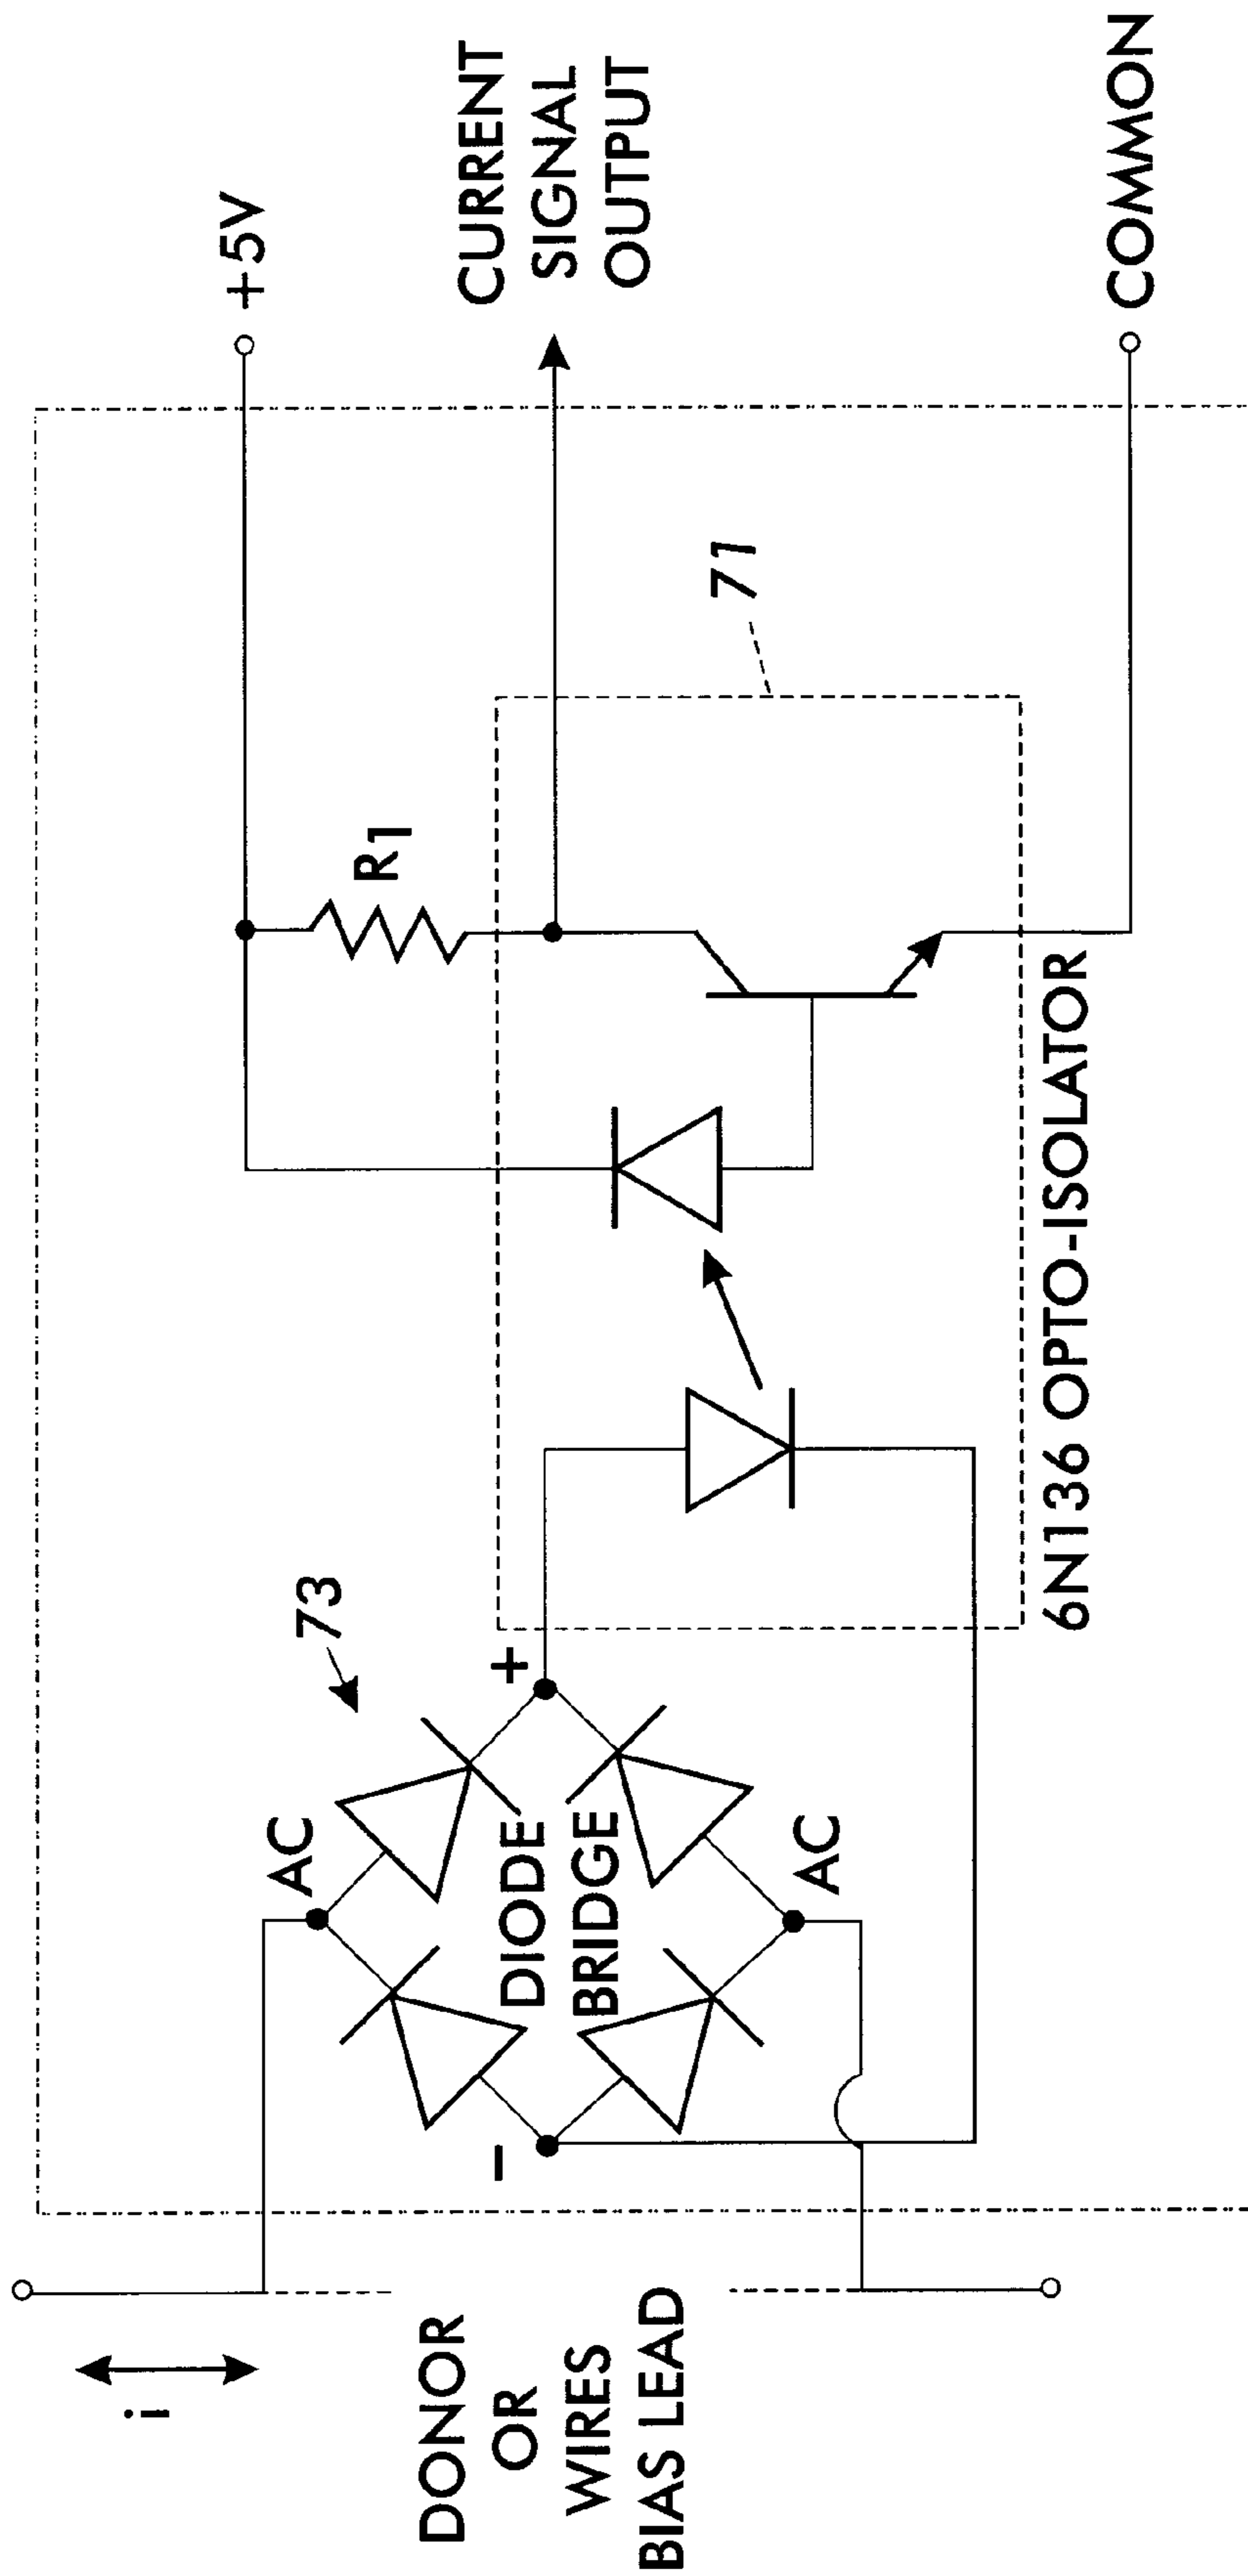 +5V
CURRENT
SIGNAL
OUTPUT
COMMON
R1
71
6N136 OPTO-ISOLATOR
73
+
AC
DIODE
BRIDGE
AC
−
i
DONOR
OR
WIRES
BIAS LEAD